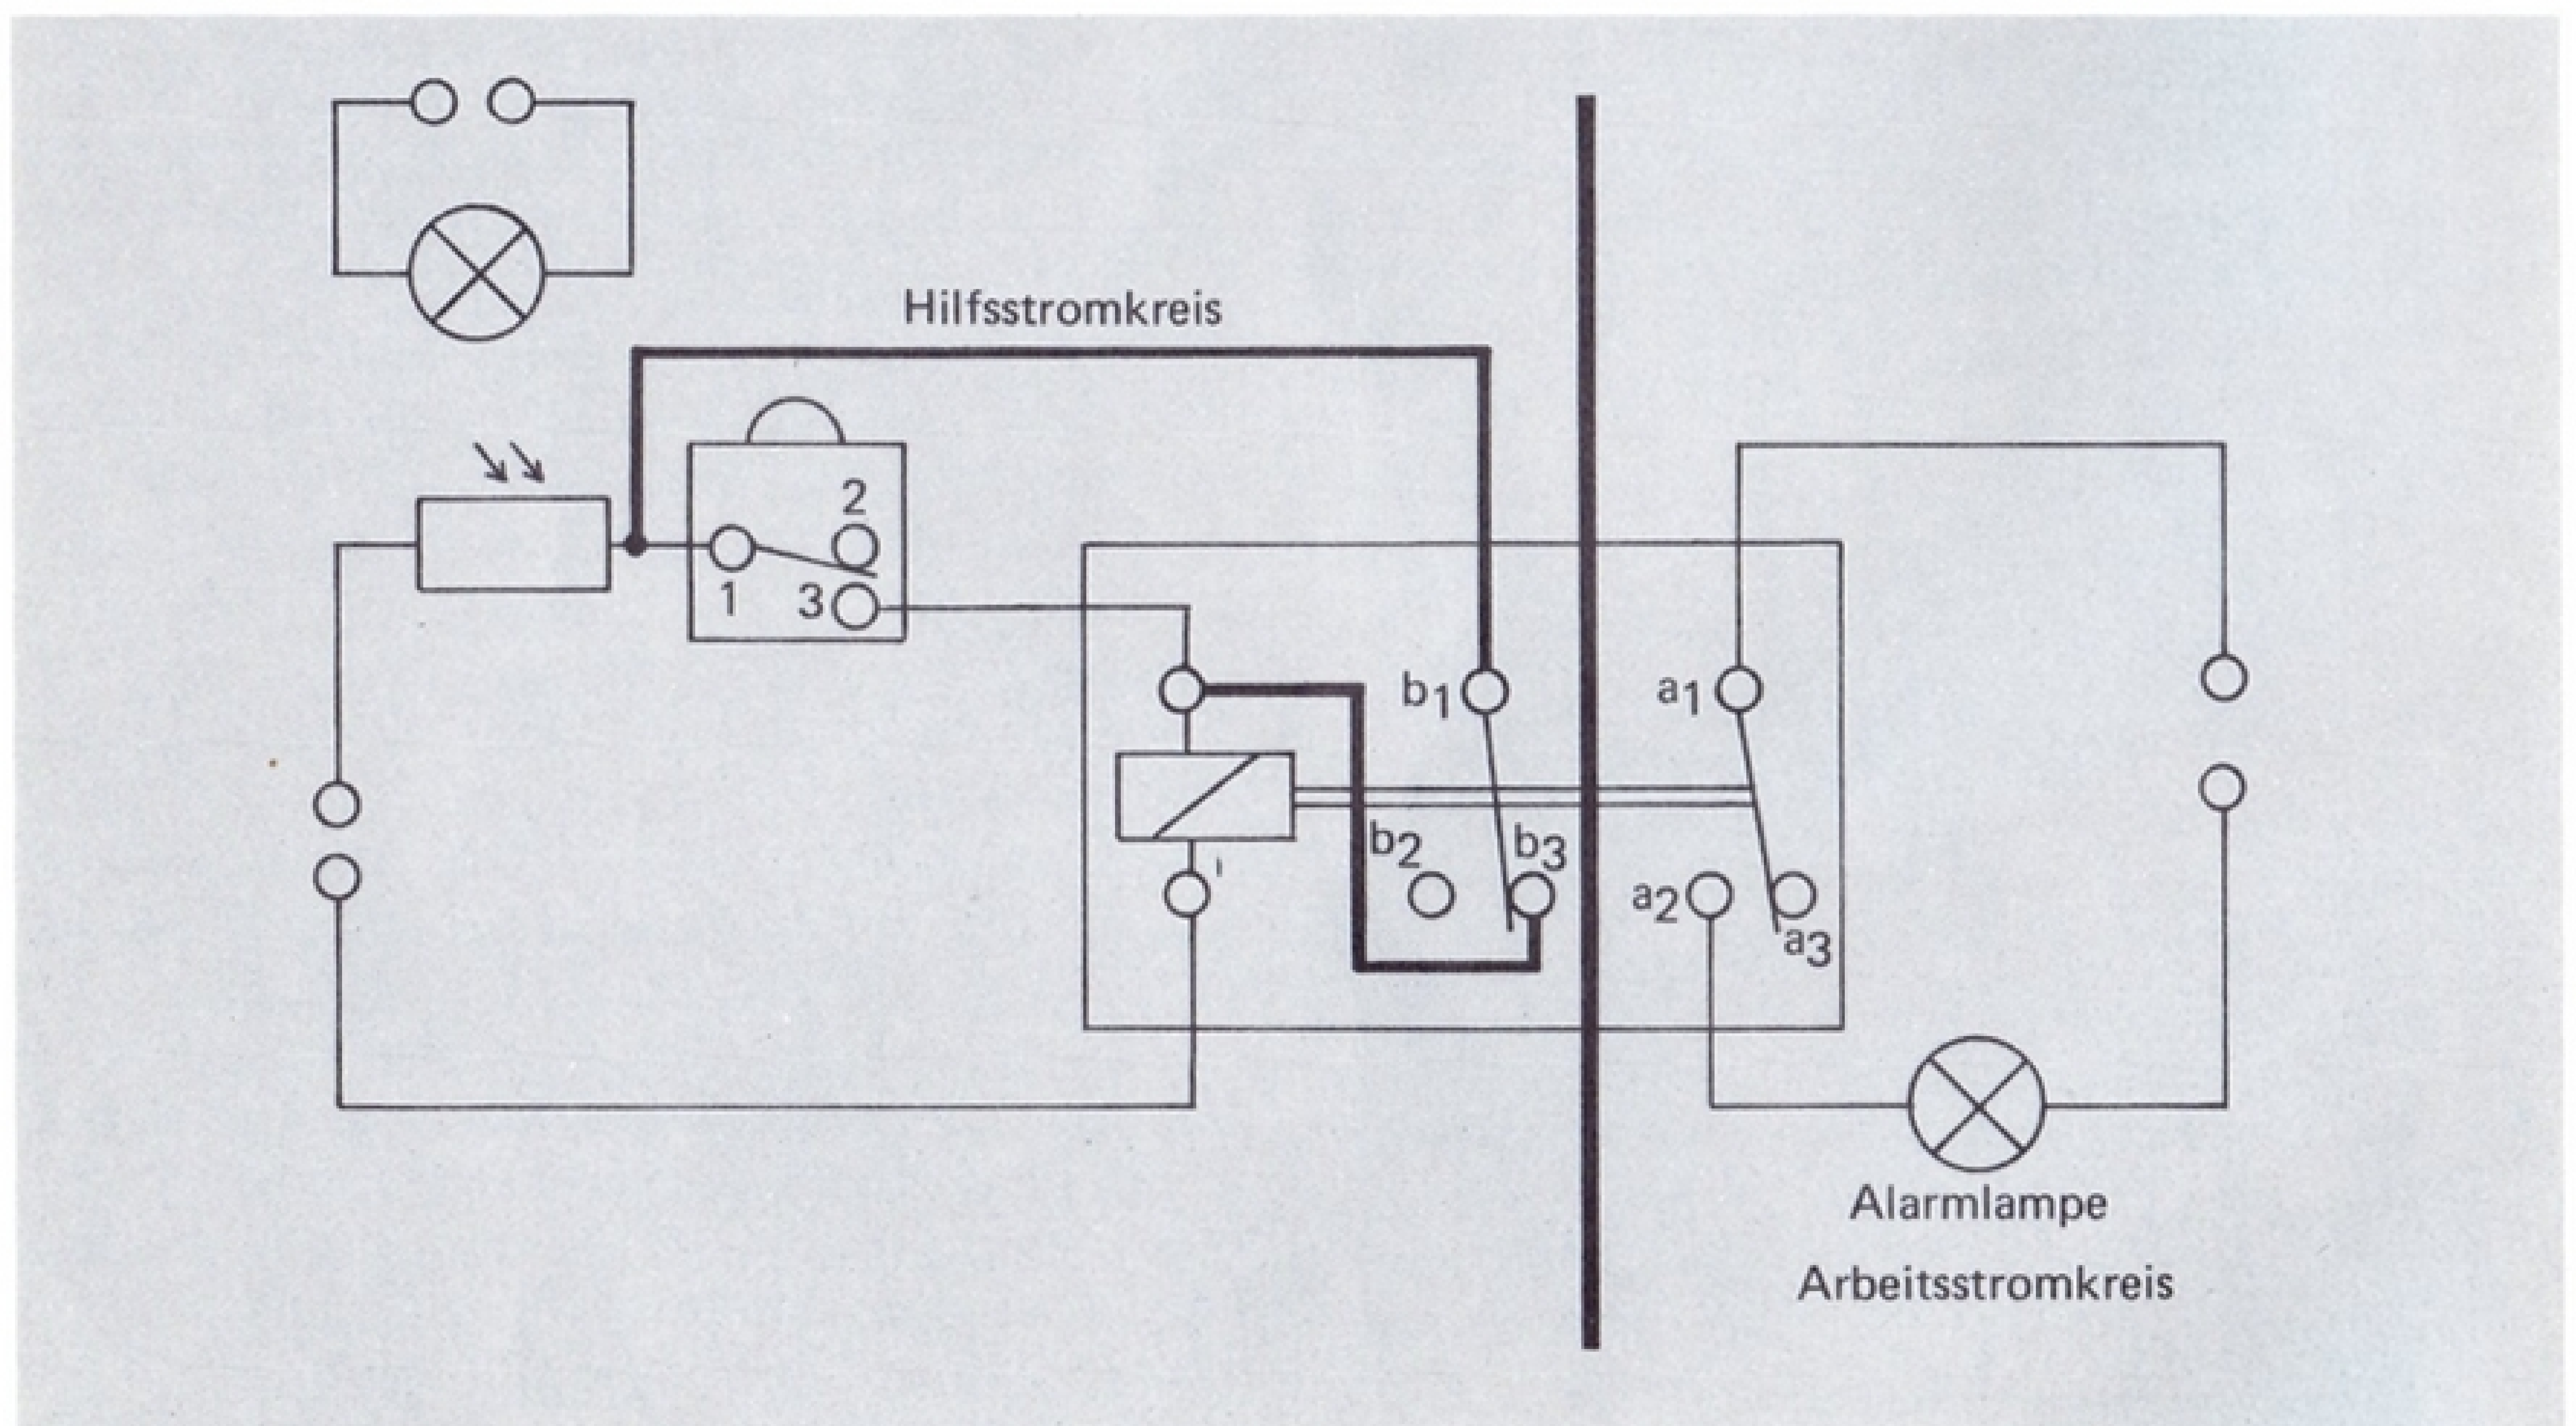 Hilfsstromkreis
2
1
3
b1
a1
b2
b3
a2
a3
Alarmlampe
Arbeitsstromkreis